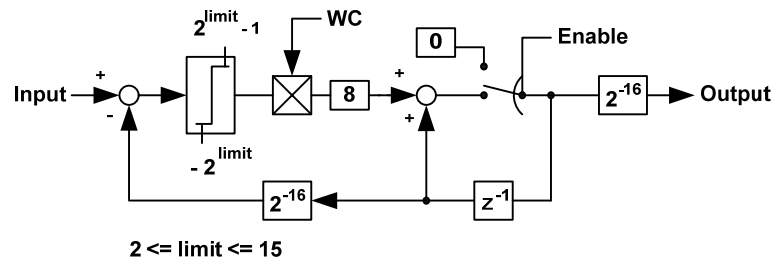 2^limit - 1
WC
0
Enable
Input
+
-
8
+
+
2^-16
Output
- 2^limit
2^-16
z^-1
2 <= limit <= 15